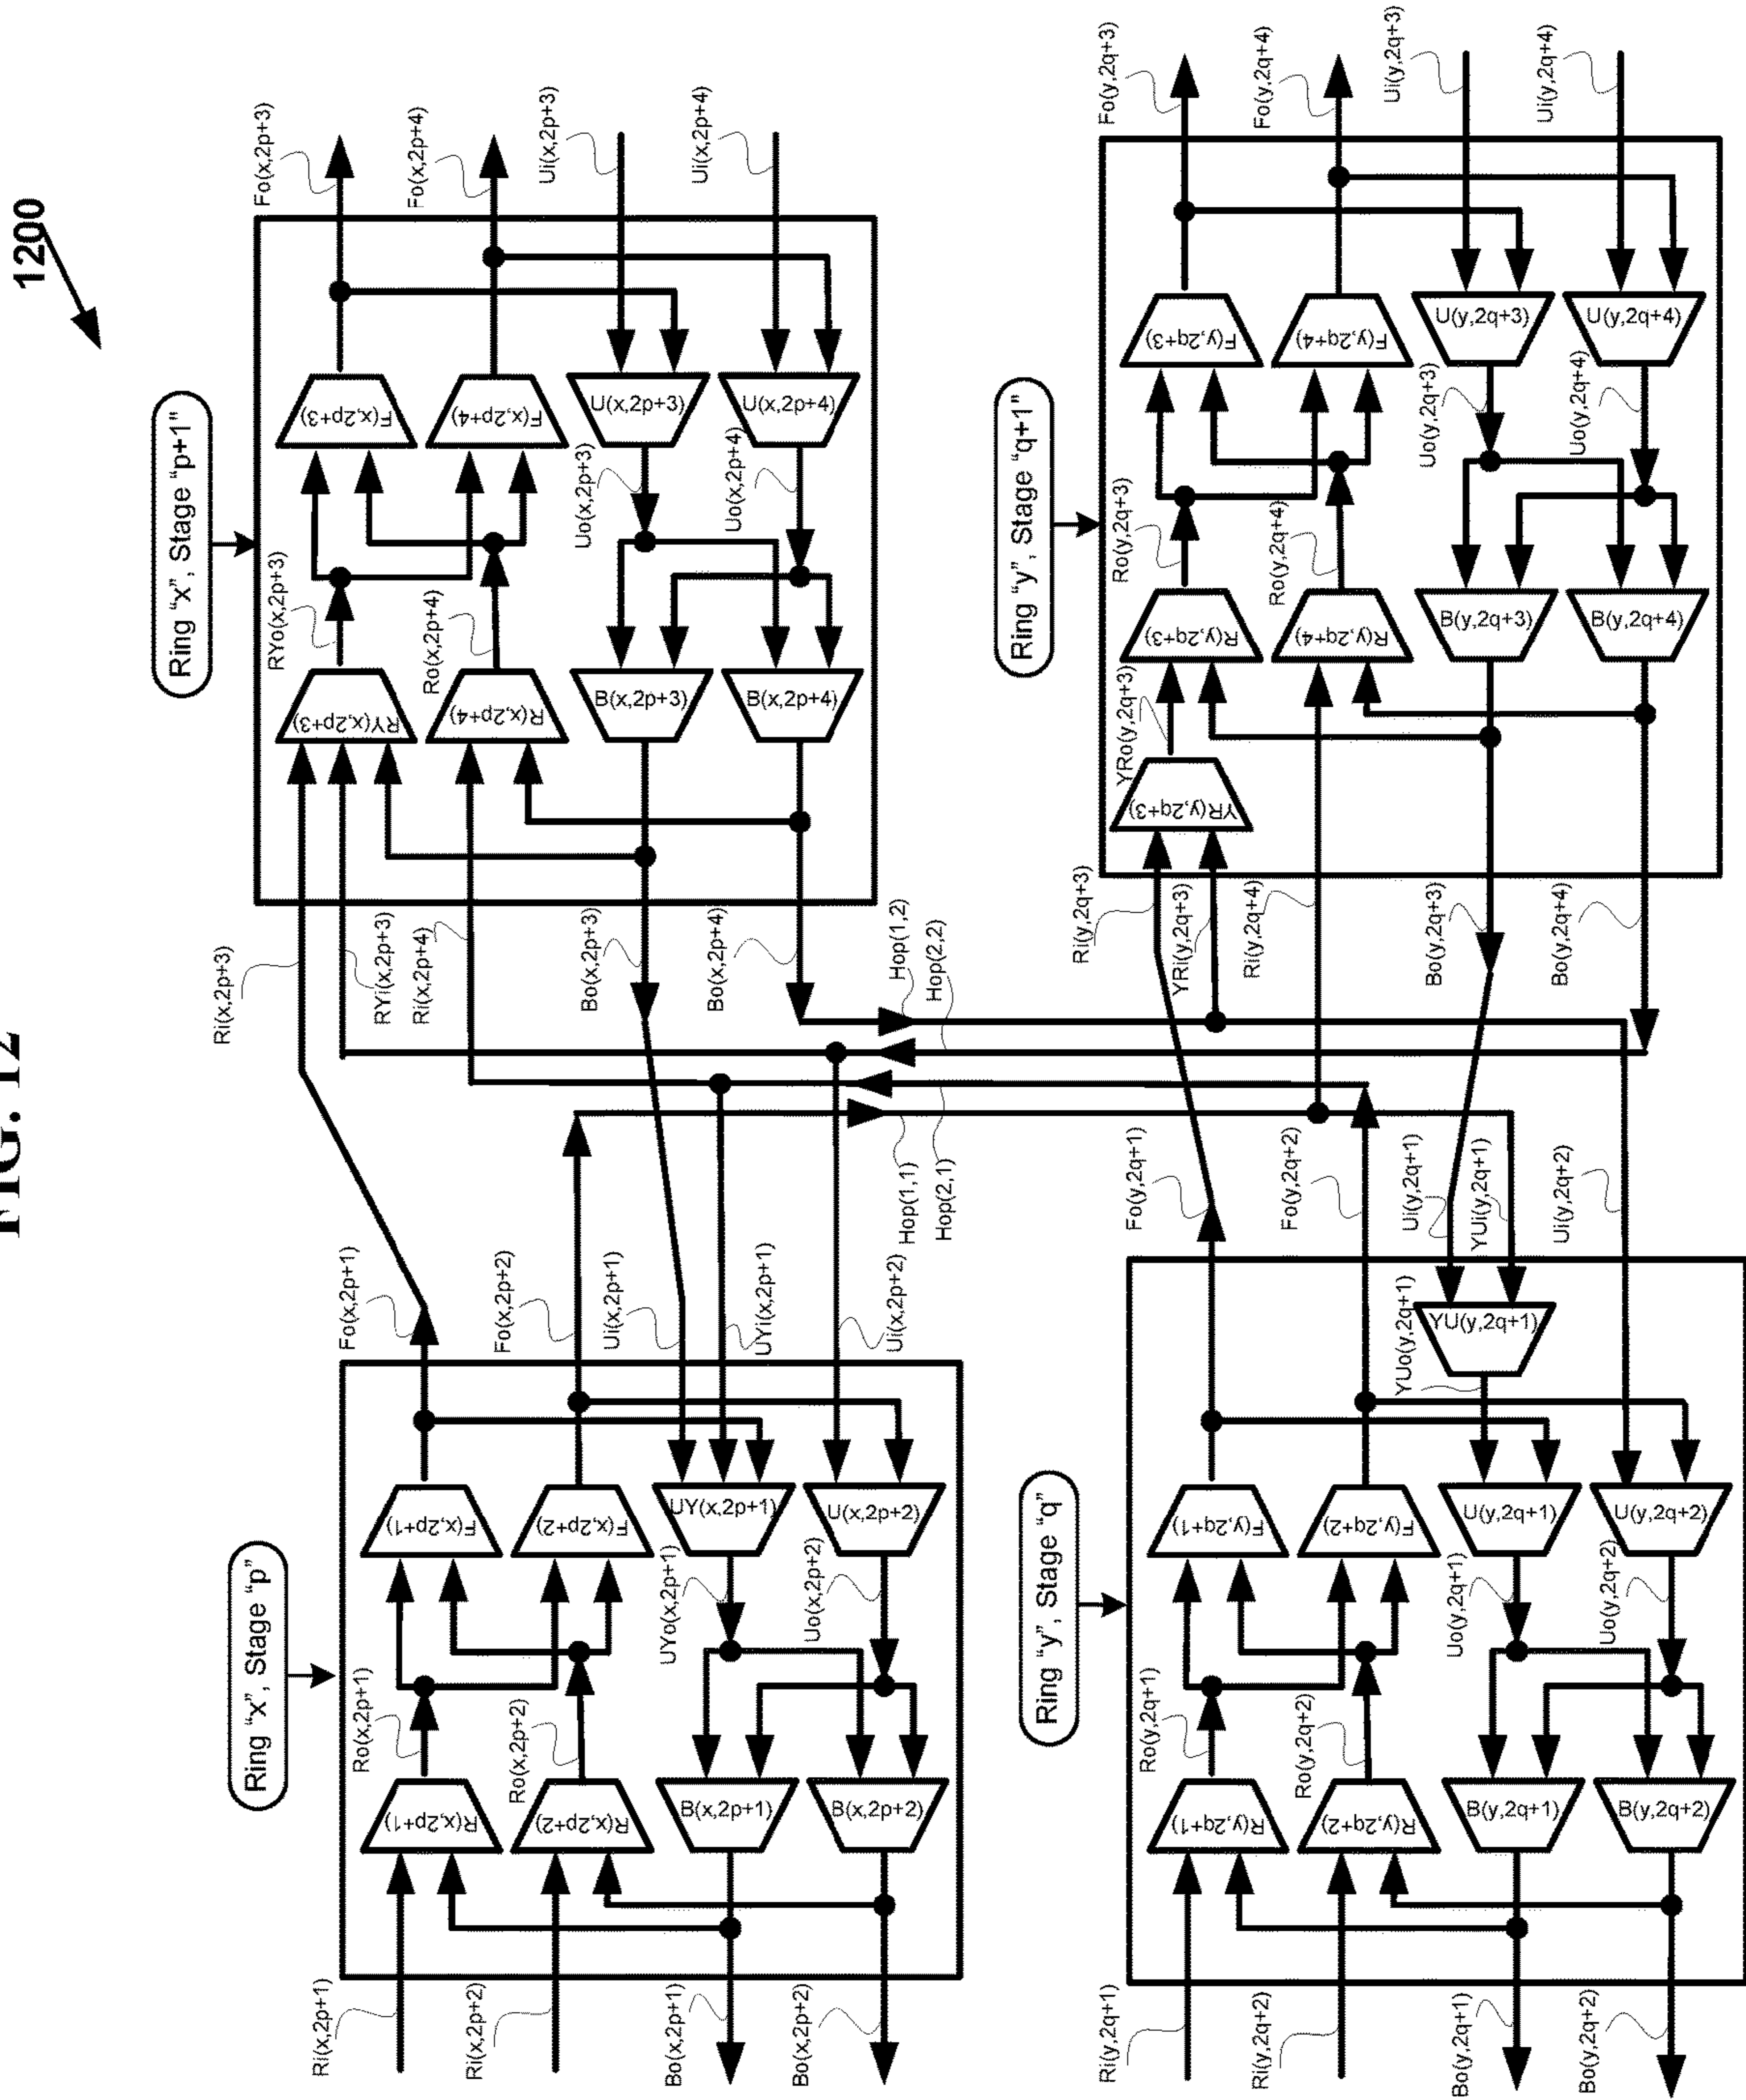 FIG. 12
1200
Ring "x", Stage "p"
Ring "x", Stage "p+1"
Ri(x,2p+1)
Ri(x,2p+2)
Bo(x,2p+1)
Bo(x,2p+2)
R(x,2p+1)
R(x,2p+2)
B(x,2p+1)
B(x,2p+2)
Ro(x,2p+1)
Ro(x,2p+2)
UYo(x,2p+1)
Uo(x,2p+2)
F(x,2p+1)
F(x,2p+2)
UY(x,2p+1)
U(x,2p+2)
Fo(x,2p+1)
Fo(x,2p+2)
Ui(x,2p+1)
UYi(x,2p+1)
Ui(x,2p+2)
Hop(1,1)
Hop(2,1)
Hop(1,2)
Hop(2,2)
Ri(x,2p+3)
RYi(x,2p+3)
Ri(x,2p+4)
Bo(x,2p+3)
Bo(x,2p+4)
RY(x,2p+3)
R(x,2p+4)
B(x,2p+3)
B(x,2p+4)
RYo(x,2p+3)
Ro(x,2p+4)
Uo(x,2p+3)
Uo(x,2p+4)
F(x,2p+3)
F(x,2p+4)
U(x,2p+3)
U(x,2p+4)
Fo(x,2p+3)
Fo(x,2p+4)
Ui(x,2p+3)
Ui(x,2p+4)
Ring "y", Stage "q"
Ring "y", Stage "q+1"
Ri(y,2q+1)
Ri(y,2q+2)
Bo(y,2q+1)
Bo(y,2q+2)
R(y,2q+1)
R(y,2q+2)
B(y,2q+1)
B(y,2q+2)
Ro(y,2q+1)
Ro(y,2q+2)
Uo(y,2q+1)
Uo(y,2q+2)
F(y,2q+1)
F(y,2q+2)
U(y,2q+1)
U(y,2q+2)
YUo(y,2q+1)
YU(y,2q+1)
Fo(y,2q+1)
Fo(y,2q+2)
Ui(y,2q+1)
YUi(y,2q+1)
Ui(y,2q+2)
Ri(y,2q+3)
YRi(y,2q+3)
Ri(y,2q+4)
Bo(y,2q+3)
Bo(y,2q+4)
YR(y,2q+3)
YRo(y,2q+3)
R(y,2q+3)
R(y,2q+4)
B(y,2q+3)
B(y,2q+4)
Ro(y,2q+3)
Ro(y,2q+4)
Uo(y,2q+3)
Uo(y,2q+4)
F(y,2q+3)
F(y,2q+4)
U(y,2q+3)
U(y,2q+4)
Fo(y,2q+3)
Fo(y,2q+4)
Ui(y,2q+3)
Ui(y,2q+4)